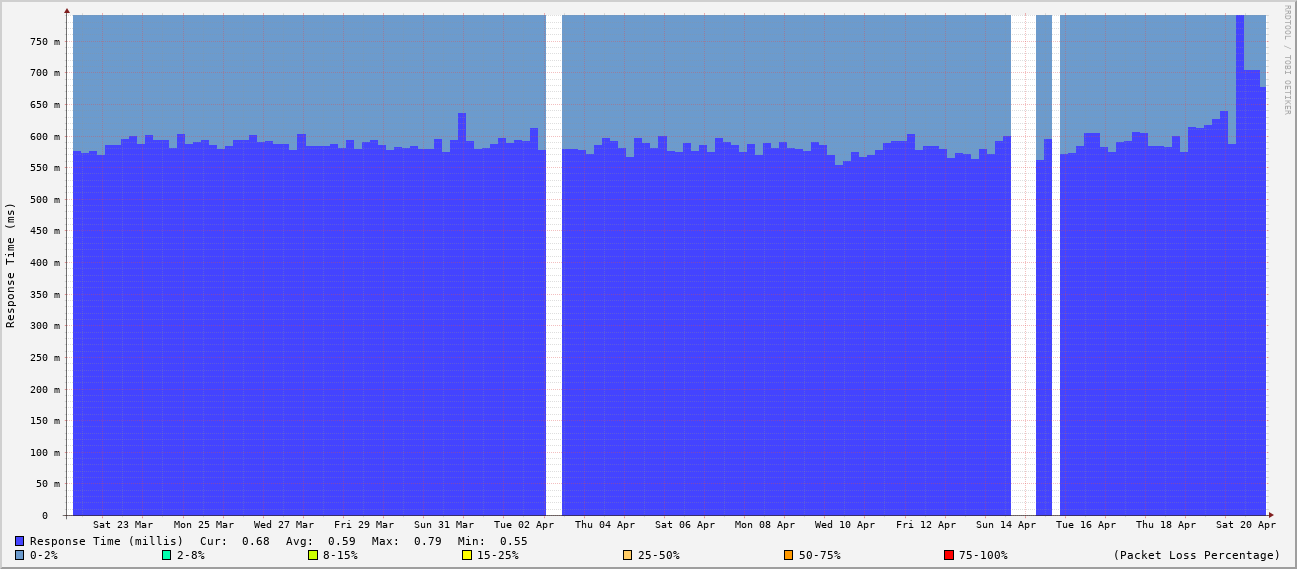 RRDTOOL / TOBI OETIKER
Response Time (ms)
750 m
700 m
650 m
600 m
550 m
500 m
450 m
400 m
350 m
300 m
250 m
200 m
150 m
100 m
50 m
0
Sat 23 Mar Mon 25 Mar Wed 27 Mar Fri 29 Mar Sun 31 Mar Tue 02 Apr Thu 04 Apr Sat 06 Apr Mon 08 Apr Wed 10 Apr Fri 12 Apr Sun 14 Apr Tue 16 Apr Thu 18 Apr Sat 20 Apr
Response Time (millis) Cur: 0.68 Avg: 0.59 Max: 0.79 Min: 0.55
0-2% 2-8% 8-15% 15-25% 25-50% 50-75% 75-100% (Packet Loss Percentage)